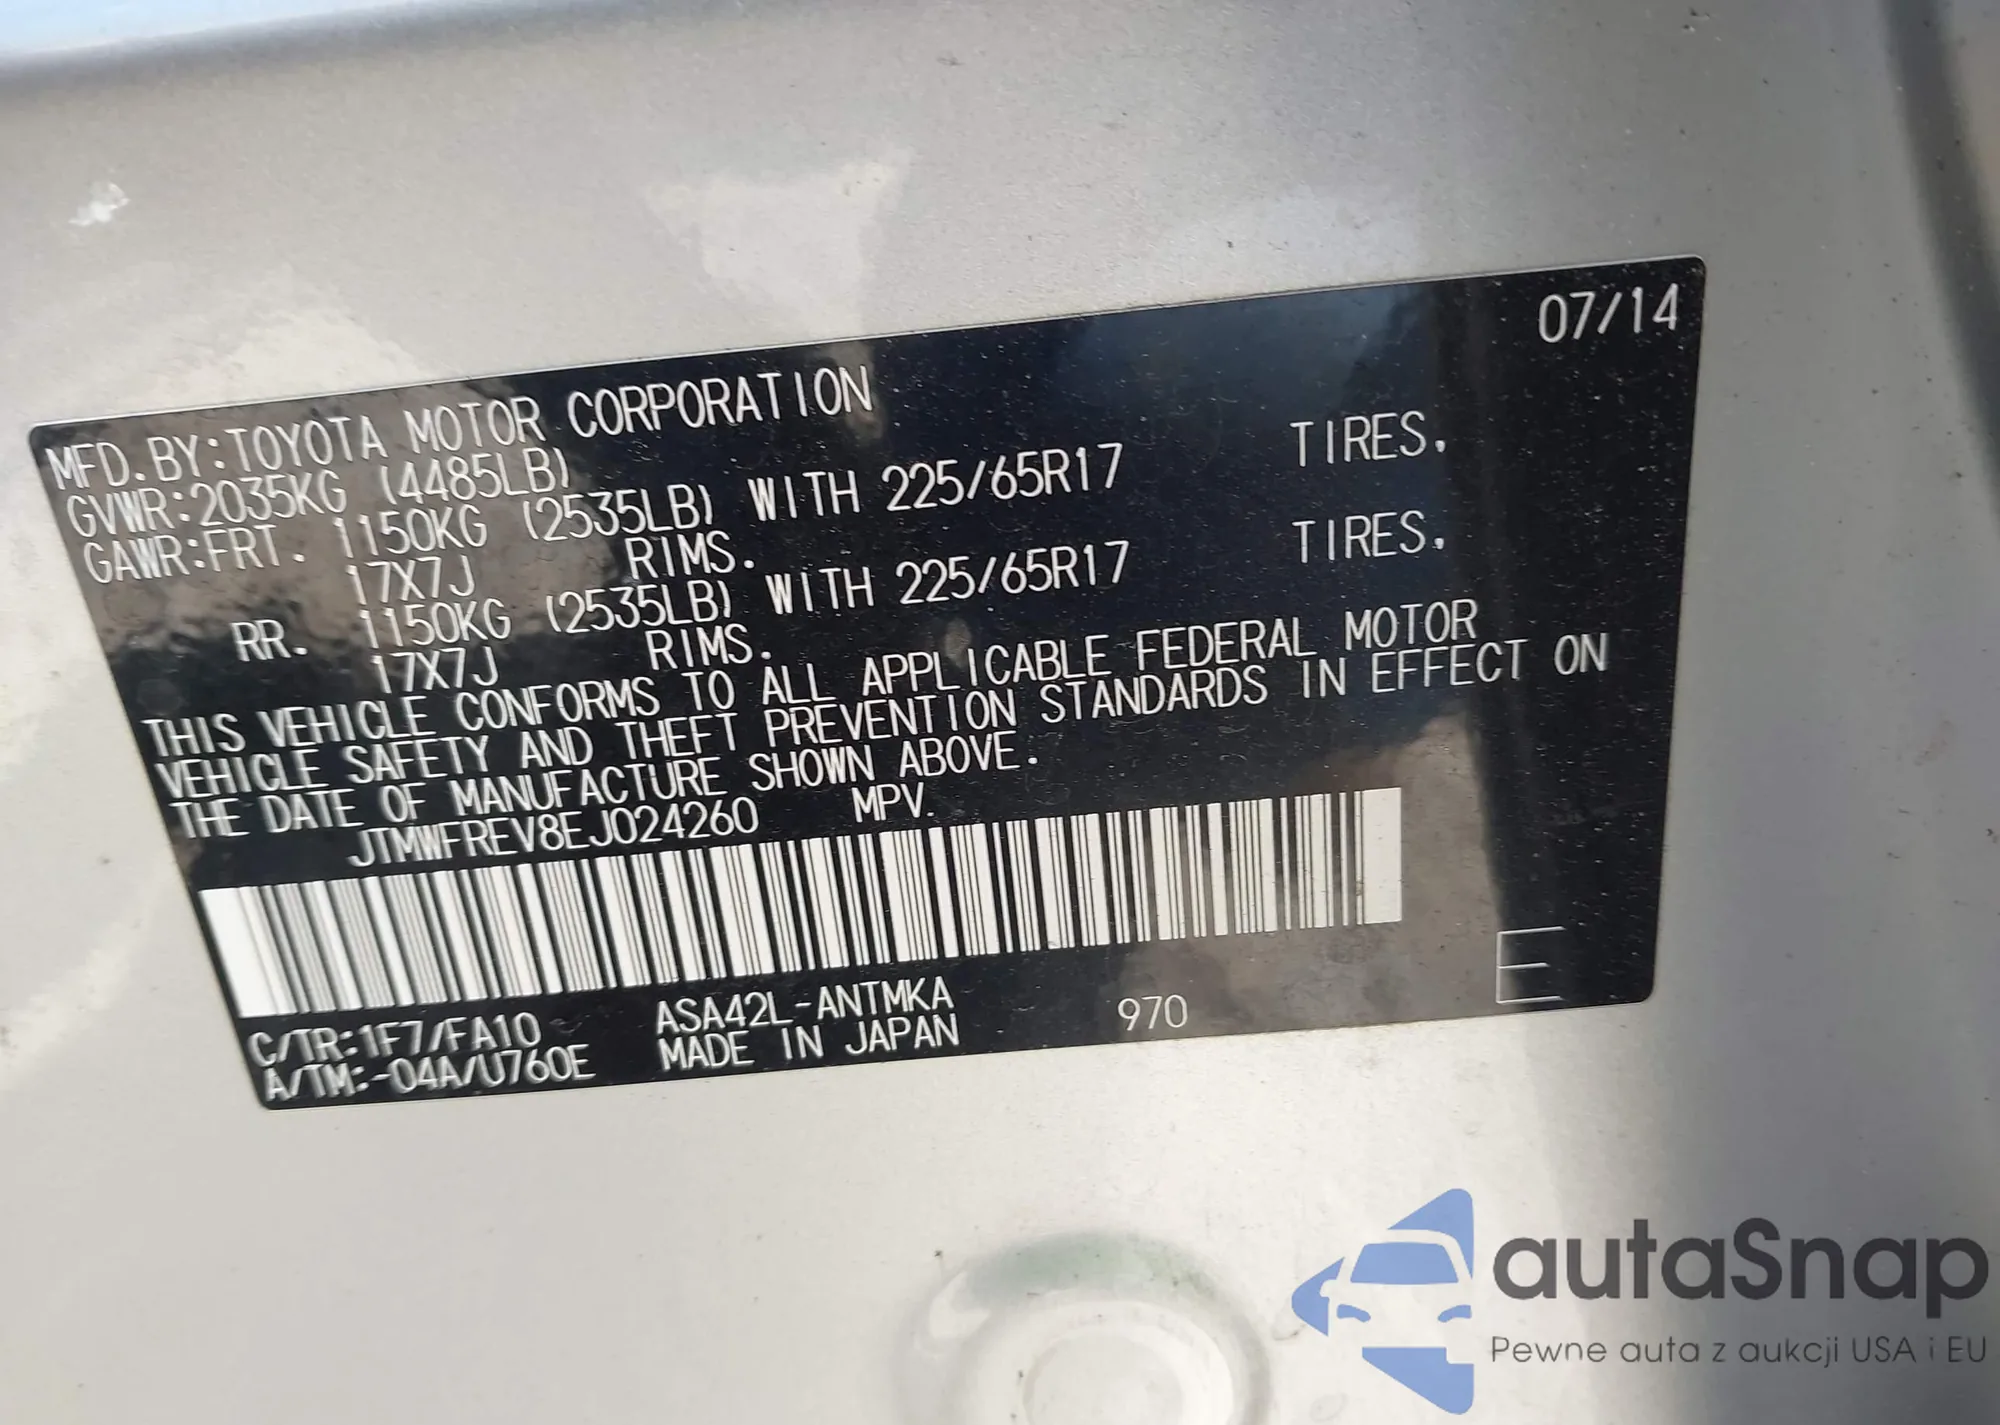 07/14
MFD.BY:TOYOTA MOTOR CORPORATION
GVWR:2035KG (4485LB)
GAWR:FRT. 1150KG (2535LB) WITH 225/65R17 TIRES,
17X7J RIMS.
RR. 1150KG (2535LB) WITH 225/65R17 TIRES,
17X7J RIMS.
THIS VEHICLE CONFORMS TO ALL APPLICABLE FEDERAL MOTOR
VEHICLE SAFETY AND THEFT PREVENTION STANDARDS IN EFFECT ON
THE DATE OF MANUFACTURE SHOWN ABOVE.
JTMWFREV8EJ024260 MPV.
C/TR:1F7/FA10 ASA42L-ANTMKA 970 E
A/TM:-04A/U760E MADE IN JAPAN
autaSnap
Pewne auta z aukcji USA i EU